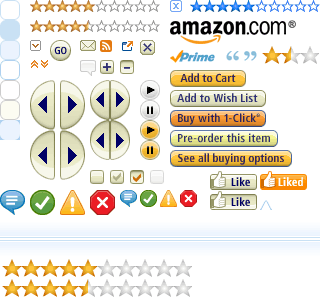 GO
amazon.com®
Prime
Add to Cart
Add to Wish List
Buy with 1-Click®
Pre-order this item
See all buying options
Like
Liked
Like